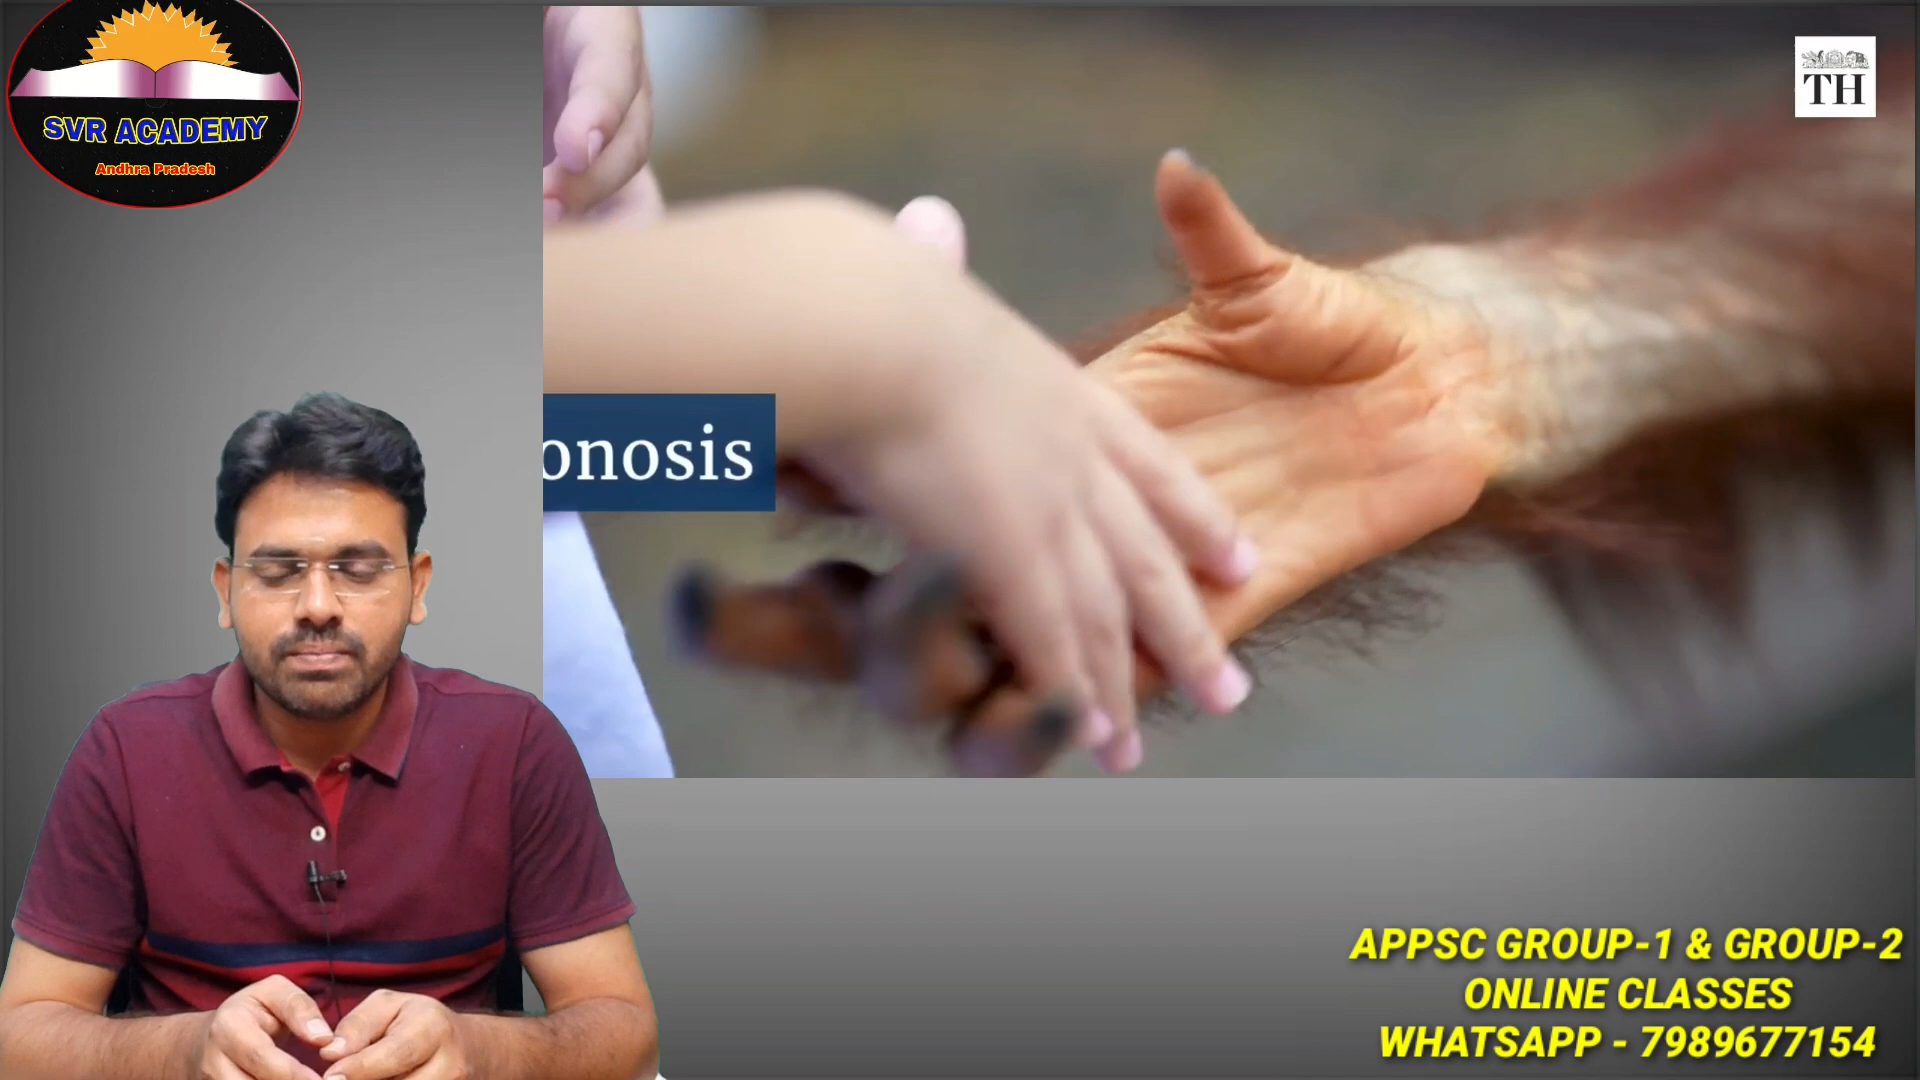 SVR ACADEMY
Andhra Pradesh
TH
onosis
APPSC GROUP-1 & GROUP-2
ONLINE CLASSES
WHATSAPP - 7989677154